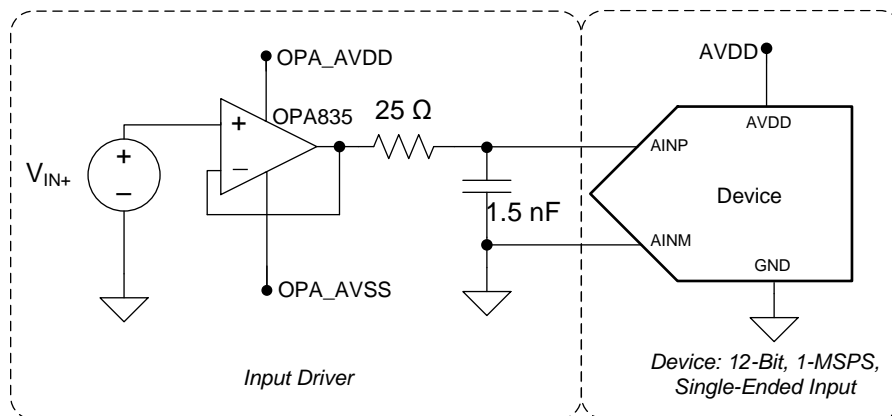 OPA_AVDD
AVDD
OPA835
25 Ω
+
−
VIN+
+
−
AINP
AVDD
Device
1.5 nF
AINM
GND
OPA_AVSS
Input Driver
Device: 12-Bit, 1-MSPS,
Single-Ended Input